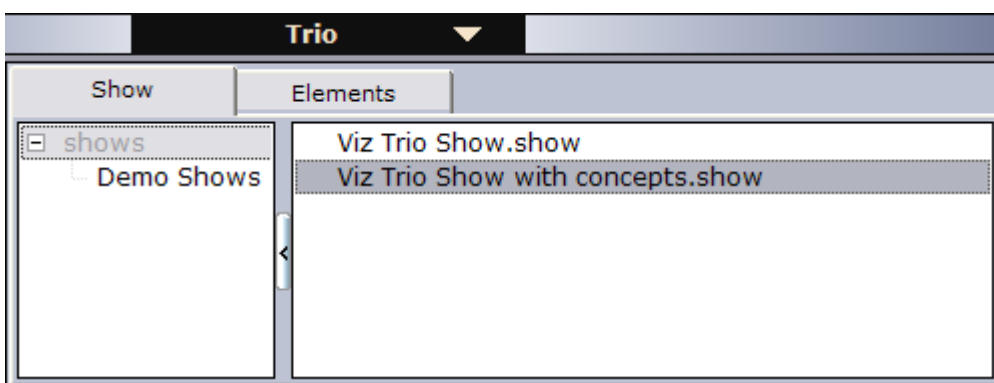 Trio
Show
Elements
shows
Demo Shows
Viz Trio Show.show
Viz Trio Show with concepts.show